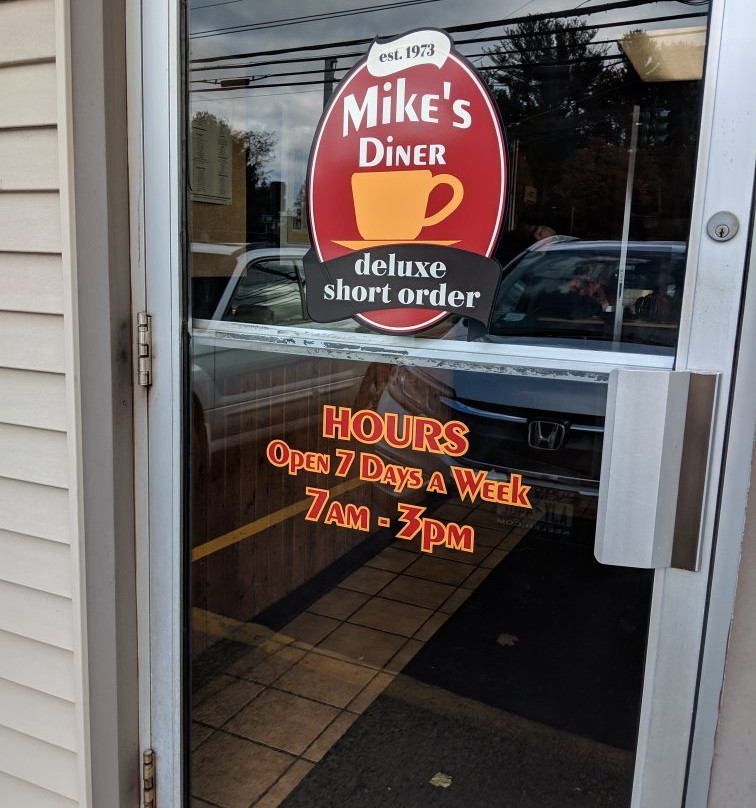 est. 1973
Mike's
Diner
deluxe
short order
HOURS
Open 7 Days a Week
7am - 3pm